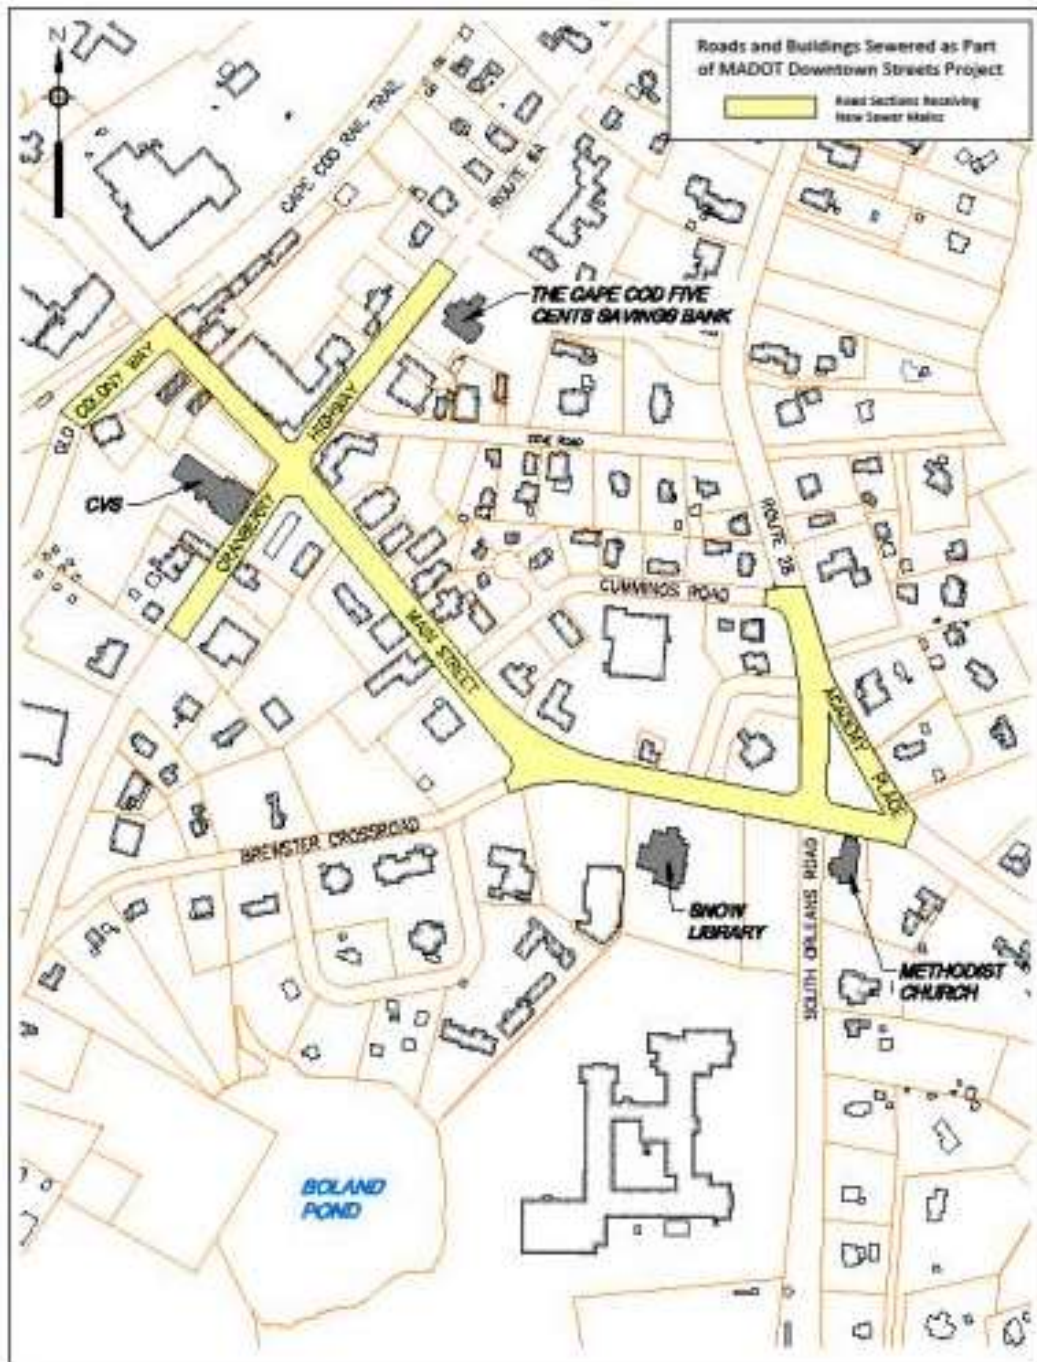 N
Roads and Buildings Sewered as Part
of MADOT Downtown Streets Project
Road Sections Receiving
New Sewer Mains
CAPE COD RAIL TRAIL
ROUTE 6A
THE CAPE COD FIVE
CENTS SAVINGS BANK
OLD COLONY WAY
HIGHWAY
CVS
CRANBERRY
ROAD
ROUTE 28
CUMMINGS ROAD
MAIN STREET
ACADEMY PLACE
BREWSTER CROSSROAD
SNOW
LIBRARY
SOUTH ORLEANS ROAD
METHODIST
CHURCH
BOLAND
POND